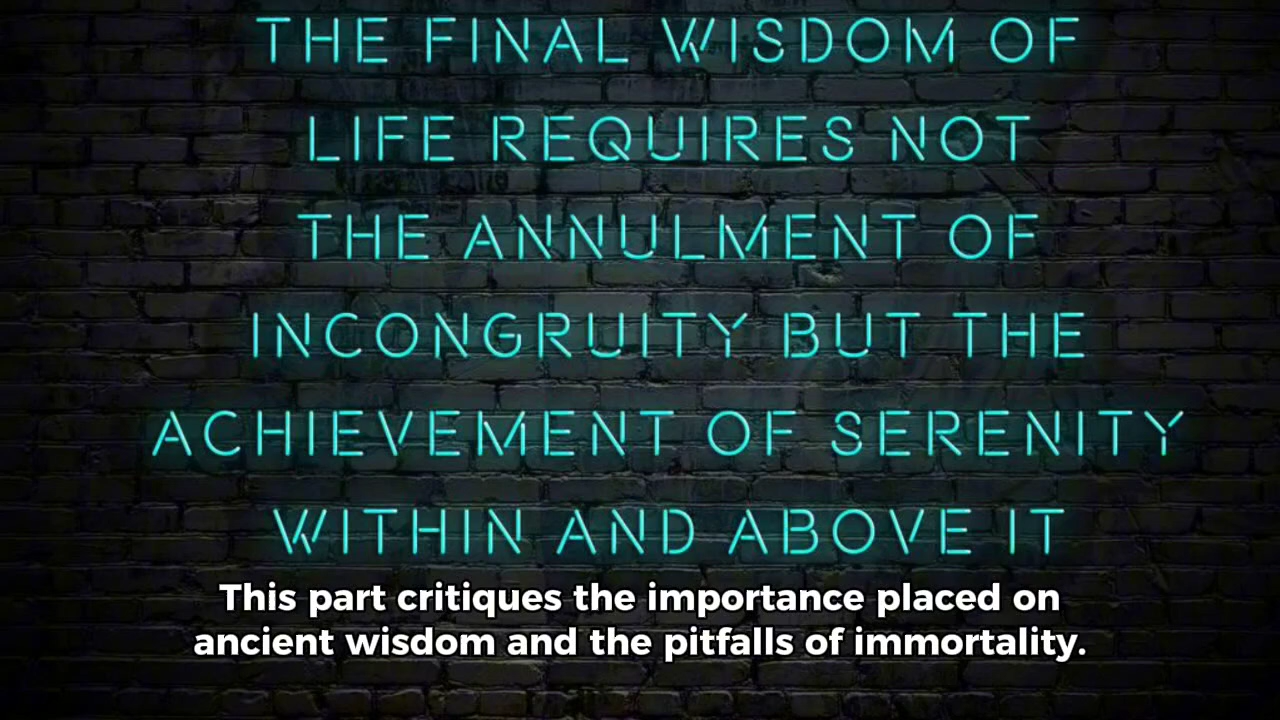 THE FINAL WISDOM OF
LIFE REQUIRES NOT
THE ANNULMENT OF
INCONGRUITY BUT THE
ACHIEVEMENT OF SERENITY
WITHIN AND ABOVE IT
This part critiques the importance placed on
ancient wisdom and the pitfalls of immortality.